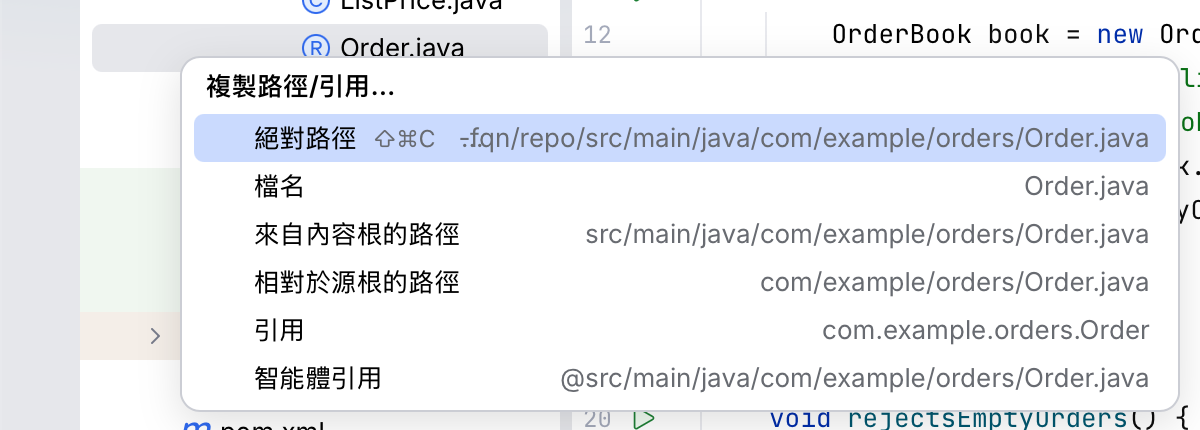 ListPrice.java
Order.java
12
OrderBook book = new Ord
複製路徑/引用...
絕對路徑 ⇧⌘C -fqn/repo/src/main/java/com/example/orders/Order.java
檔名 Order.java
來自內容根的路徑 src/main/java/com/example/orders/Order.java
相對於源根的路徑 com/example/orders/Order.java
引用 com.example.orders.Order
智能體引用 @src/main/java/com/example/orders/Order.java
20 void rejectsEmptyOrders() {
pom.xml